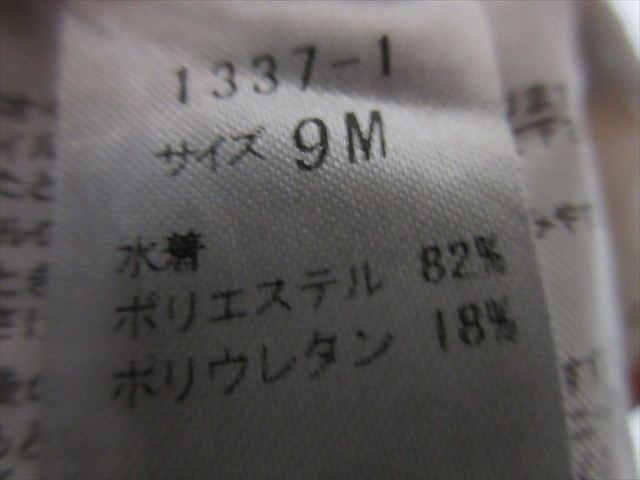 1337-1
サイズ 9M
水着
ポリエステル 82%
ポリウレタン 18%